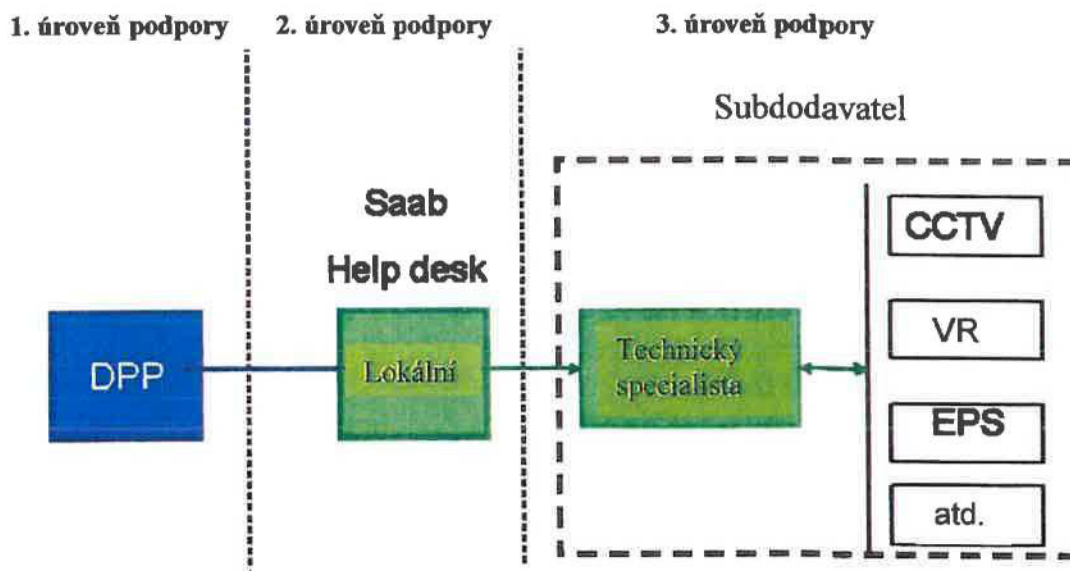 1. úroveň podpory
2. úroveň podpory
3. úroveň podpory
Subdodavatel
Saab
Help desk
DPP
Lokální
Technický
specialista
CCTV
VR
EPS
atd.